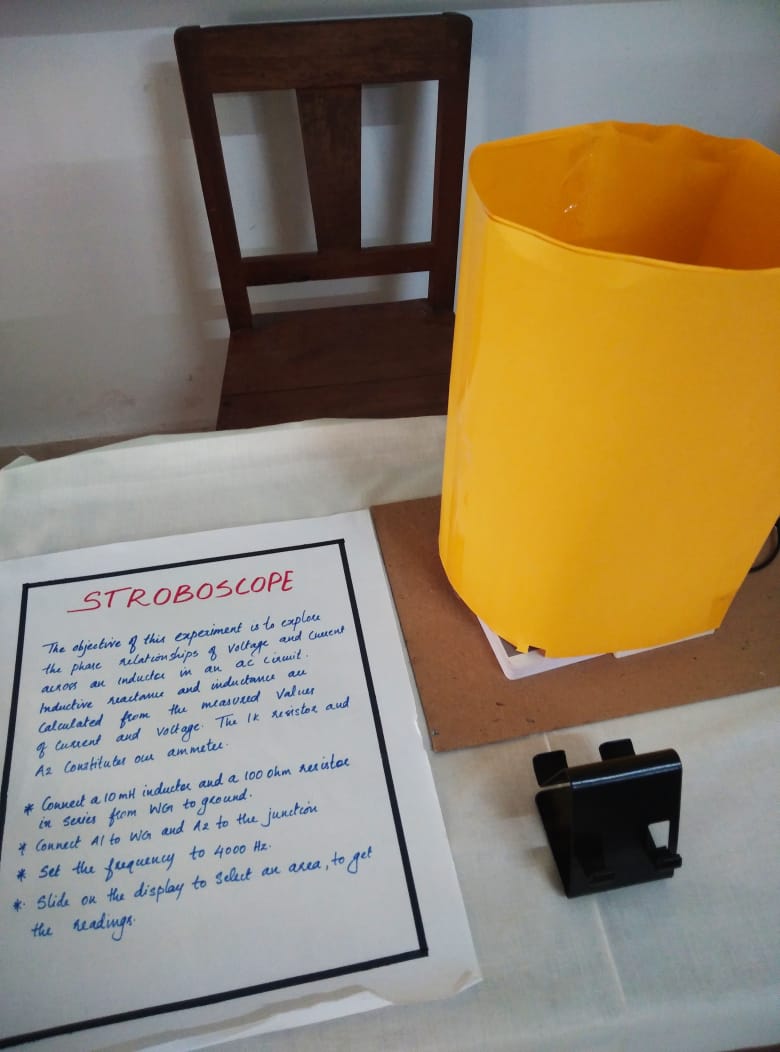 STROBOSCOPE
The objective of this experiment is to explore
the phase relationships of Voltage and Current
across an inductor in an ac circuit.
Inductive reactance and inductance are
Calculated from the measured values
of Current and Voltage. The 1k resistor and
A2 Constitutes our ammeter.
* Connect a 10 mH inductor and a 100 ohm resistor
in series from WG1 to ground.
* Connect A1 to WG1 and A2 to the junction
* Set the frequency to 4000 Hz.
* Slide on the display to Select an area, to get
the readings.